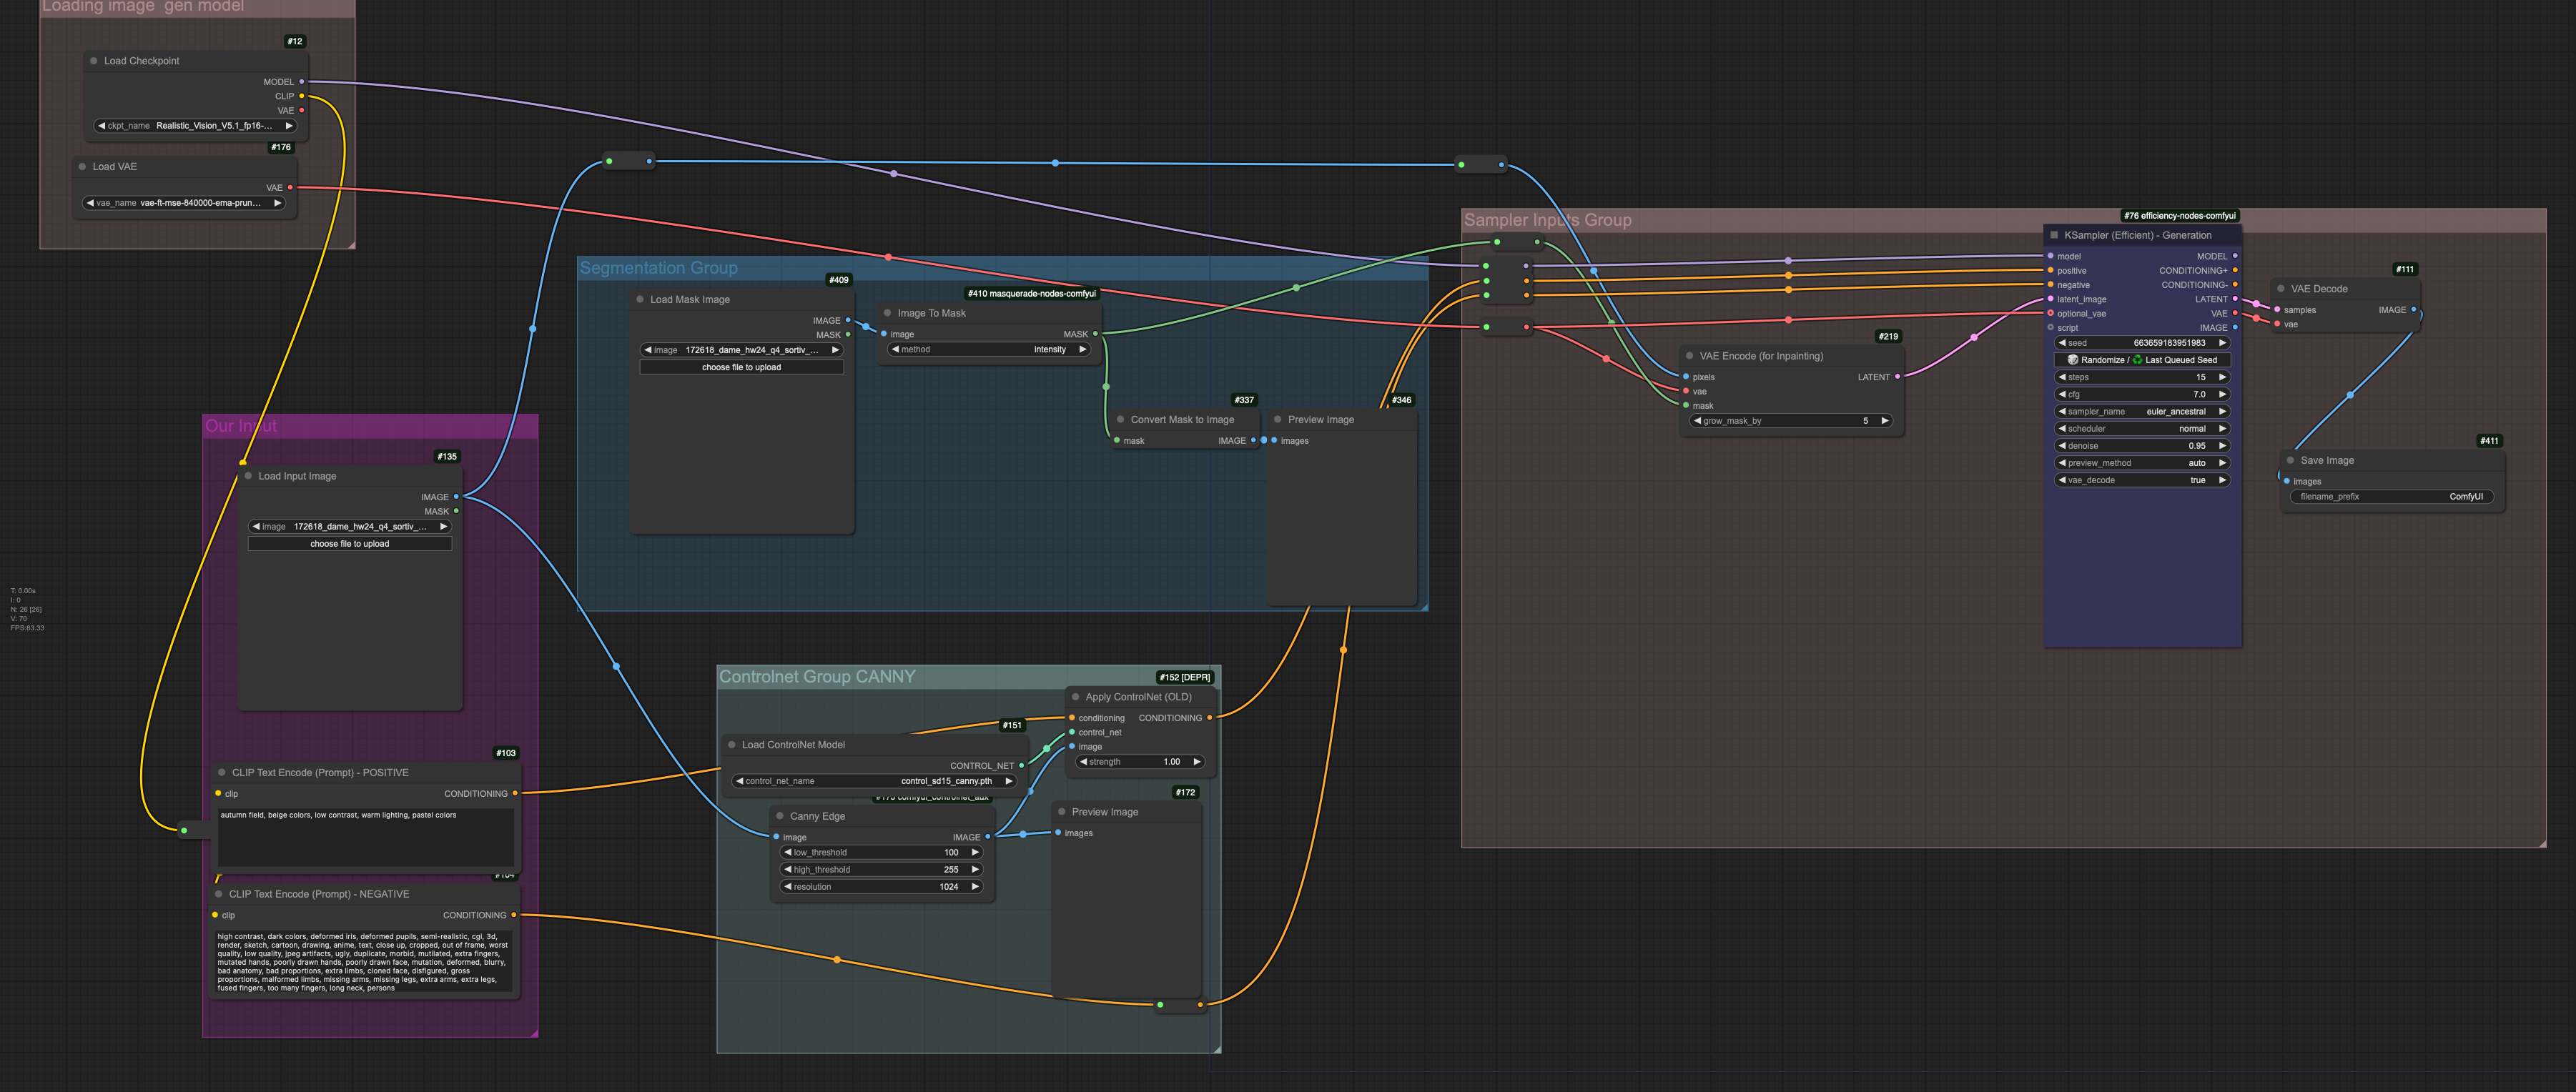 Loading image gen model
#12
Load Checkpoint
MODEL
CLIP
VAE
ckpt_name Realistic_Vision_V5.1_fp16-...
#176
Load VAE
VAE
vae_name vae-ft-mse-840000-ema-prun...
Our Input
#135
Load Input Image
IMAGE
MASK
image 172618_dame_hw24_q4_sortiv_...
choose file to upload
T: 0.00s
I: 0
N: 26 [26]
V: 70
FPS:83.33
#103
CLIP Text Encode (Prompt) - POSITIVE
clip CONDITIONING
autumn field, beige colors, low contrast, warm lighting, pastel colors
#104
CLIP Text Encode (Prompt) - NEGATIVE
clip CONDITIONING
high contrast, dark colors, deformed iris, deformed pupils, semi-realistic, cgi, 3d,
render, sketch, cartoon, drawing, anime, text, close up, cropped, out of frame, worst
quality, low quality, jpeg artifacts, ugly, duplicate, morbid, mutilated, extra fingers,
mutated hands, poorly drawn hands, poorly drawn face, mutation, deformed, blurry,
bad anatomy, bad proportions, extra limbs, cloned face, disfigured, gross
proportions, malformed limbs, missing arms, missing legs, extra arms, extra legs,
fused fingers, too many fingers, long neck, persons
Segmentation Group
#409
Load Mask Image
IMAGE
MASK
image 172618_dame_hw24_q4_sortiv_...
choose file to upload
#410 masquerade-nodes-comfyui
Image To Mask
image MASK
method intensity
#337
Convert Mask to Image
mask IMAGE
#346
Preview Image
images
Controlnet Group CANNY
#152 [DEPR]
Apply ControlNet (OLD)
conditioning CONDITIONING
control_net
image
strength 1.00
#151
Load ControlNet Model
CONTROL_NET
control_net_name control_sd15_canny.pth
#173 comfyui_controlnet_aux
Canny Edge
image IMAGE
low_threshold 100
high_threshold 255
resolution 1024
#172
Preview Image
images
Sampler Inputs Group
#219
VAE Encode (for Inpainting)
pixels LATENT
vae
mask
grow_mask_by 5
#76 efficiency-nodes-comfyui
KSampler (Efficient) - Generation
model MODEL
positive CONDITIONING+
negative CONDITIONING-
latent_image LATENT
optional_vae VAE
script IMAGE
seed 663659183951983
🎲 Randomize / ♻️ Last Queued Seed
steps 15
cfg 7.0
sampler_name euler_ancestral
scheduler normal
denoise 0.95
preview_method auto
vae_decode true
#111
VAE Decode
samples IMAGE
vae
#411
Save Image
images
filename_prefix ComfyUI